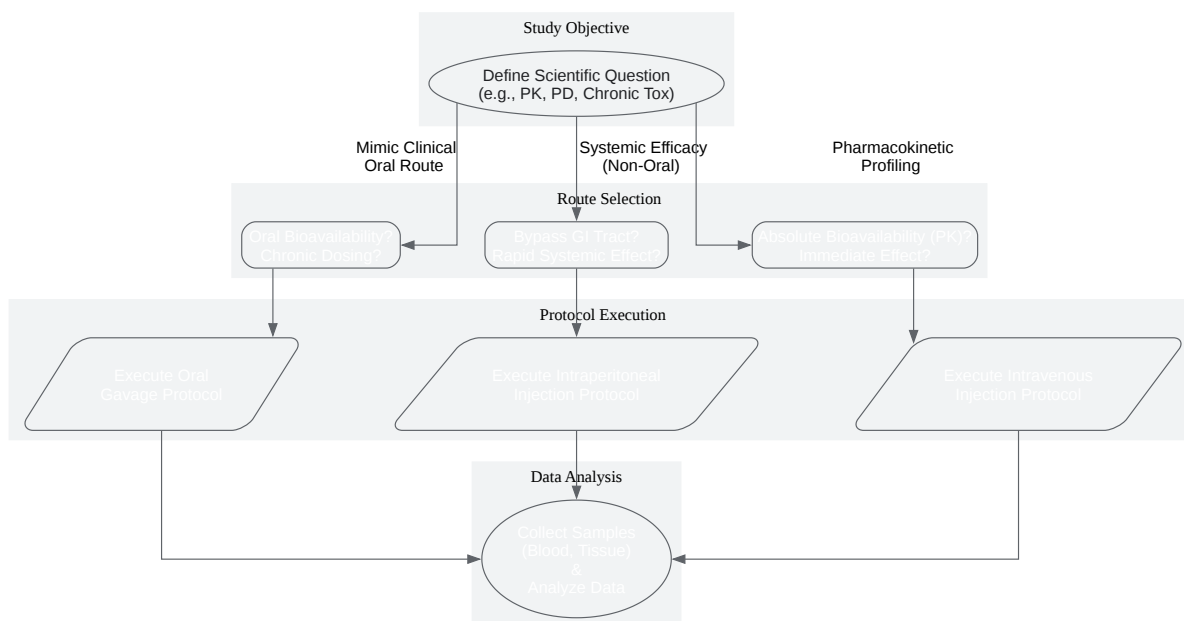 Study Objective
Define Scientific Question
(e.g., PK, PD, Chronic Tox)
Mimic Clinical
Oral Route
Systemic Efficacy
(Non-Oral)
Pharmacokinetic
Profiling
Route Selection
Oral Bioavailability?
Chronic Dosing?
Bypass GI Tract?
Rapid Systemic Effect?
Absolute Bioavailability (PK)?
Immediate Effect?
Protocol Execution
Execute Oral
Gavage Protocol
Execute Intraperitoneal
Injection Protocol
Execute Intravenous
Injection Protocol
Data Analysis
Collect Samples
(Blood, Tissue)
&
Analyze Data